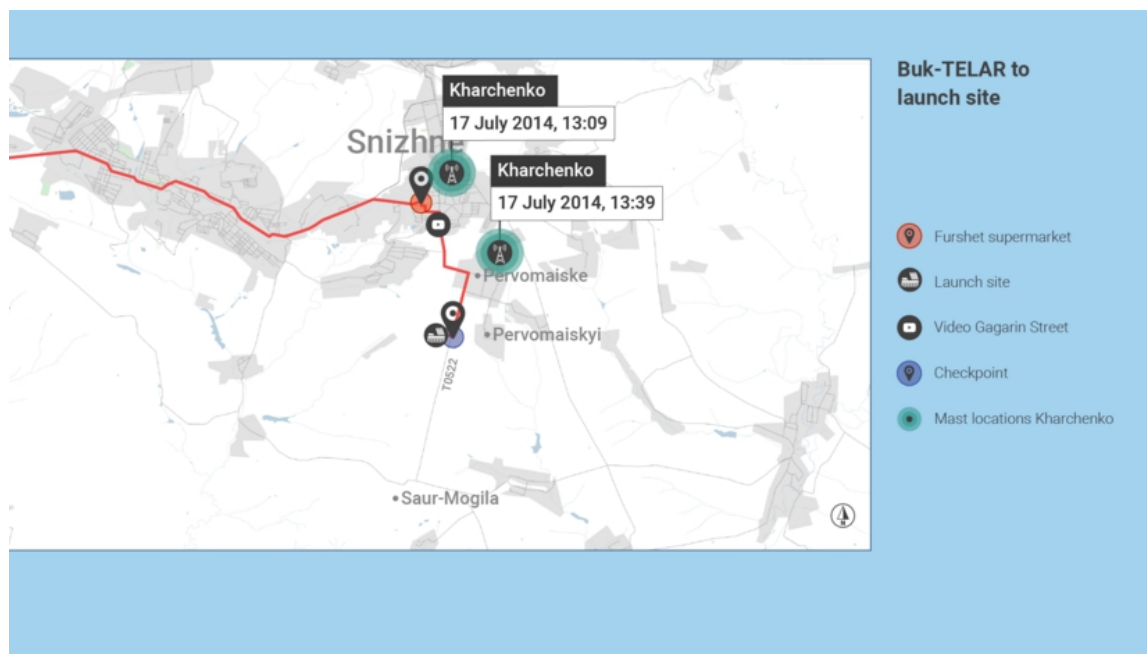 Buk-TELAR to
launch site
Kharchenko
17 July 2014, 13:09
Snizhne
Kharchenko
17 July 2014, 13:39
Pervomaiske
Pervomaiskyi
T0522
Saur-Mogila
N
Furshet supermarket
Launch site
Video Gagarin Street
Checkpoint
Mast locations Kharchenko